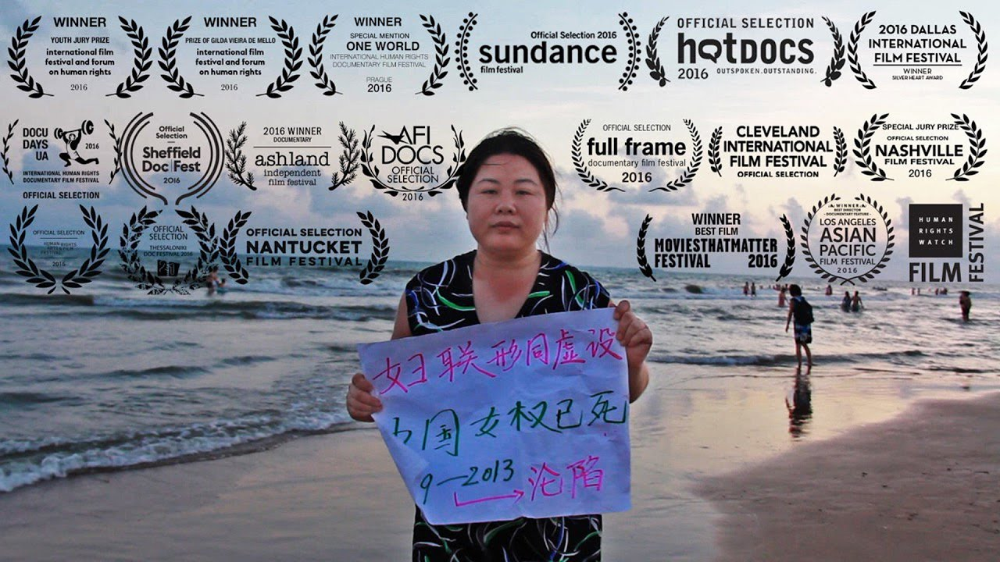 WINNER
YOUTH JURY PRIZE
international film
festival and forum
on human rights
2016
WINNER
PRIZE OF GILDA VIEIRA DE MELLO
international film
festival and forum
on human rights
2016
WINNER
SPECIAL MENTION
ONE WORLD
INTERNATIONAL HUMAN RIGHTS
DOCUMENTARY FILM FESTIVAL
PRAGUE
2016
Official Selection 2016
sundance
film festival
OFFICIAL SELECTION
hotDOCS
2016 OUTSPOKEN.OUTSTANDING.
2016 DALLAS
INTERNATIONAL
FILM FESTIVAL
WINNER
SILVER HEART AWARD
DOCU
DAYS
UA
2016
INTERNATIONAL HUMAN RIGHTS
DOCUMENTARY FILM FESTIVAL
OFFICIAL SELECTION
Official
Selection
Sheffield
Doc|Fest
2016
2016 WINNER
DOCUMENTARY
ashland
independent
film festival
AFI
DOCS
OFFICIAL
SELECTION
2016
OFFICIAL SELECTION
full frame
documentary film festival
2016
CLEVELAND
INTERNATIONAL
FILM FESTIVAL
OFFICIAL SELECTION
SPECIAL JURY PRIZE
OFFICIAL SELECTION
NASHVILLE
FILM FESTIVAL
2016
OFFICIAL SELECTION
HUMAN RIGHTS
ARTS & FILM
FESTIVAL
2016
OFFICIAL
SELECTION
THESSALONIKI
DOC FESTIVAL 2016
OFFICIAL SELECTION
NANTUCKET
FILM FESTIVAL
WINNER
BEST FILM
MOVIESTHATMATTER
FESTIVAL 2016
WINNER
BEST DIRECTOR
DOCUMENTARY FEATURE
LOS ANGELES
ASIAN
PACIFIC
FILM FESTIVAL
2016
HUMAN
RIGHTS
WATCH
FILM
FESTIVAL
妇联形同虚设
国女权已死
9—2013 沦陷